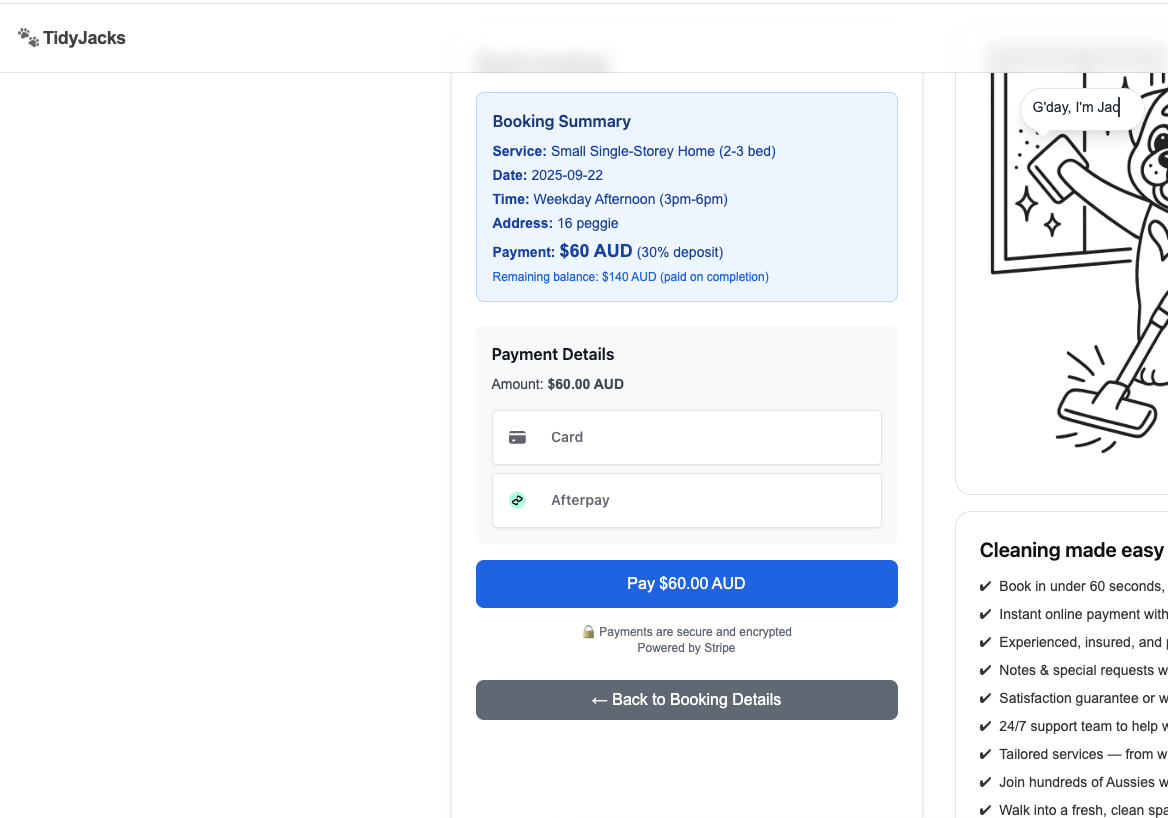 TidyJacks
Booking Summary
Service: Small Single-Storey Home (2-3 bed)
Date: 2025-09-22
Time: Weekday Afternoon (3pm-6pm)
Address: 16 peggie
Payment: $60 AUD (30% deposit)
Remaining balance: $140 AUD (paid on completion)
Payment Details
Amount: $60.00 AUD
Card
Afterpay
Pay $60.00 AUD
Payments are secure and encrypted
Powered by Stripe
← Back to Booking Details
G'day, I'm Jac
Cleaning made easy
✔ Book in under 60 seconds,
✔ Instant online payment with
✔ Experienced, insured, and
✔ Notes & special requests w
✔ Satisfaction guarantee or w
✔ 24/7 support team to help w
✔ Tailored services — from w
✔ Join hundreds of Aussies w
✔ Walk into a fresh, clean spa